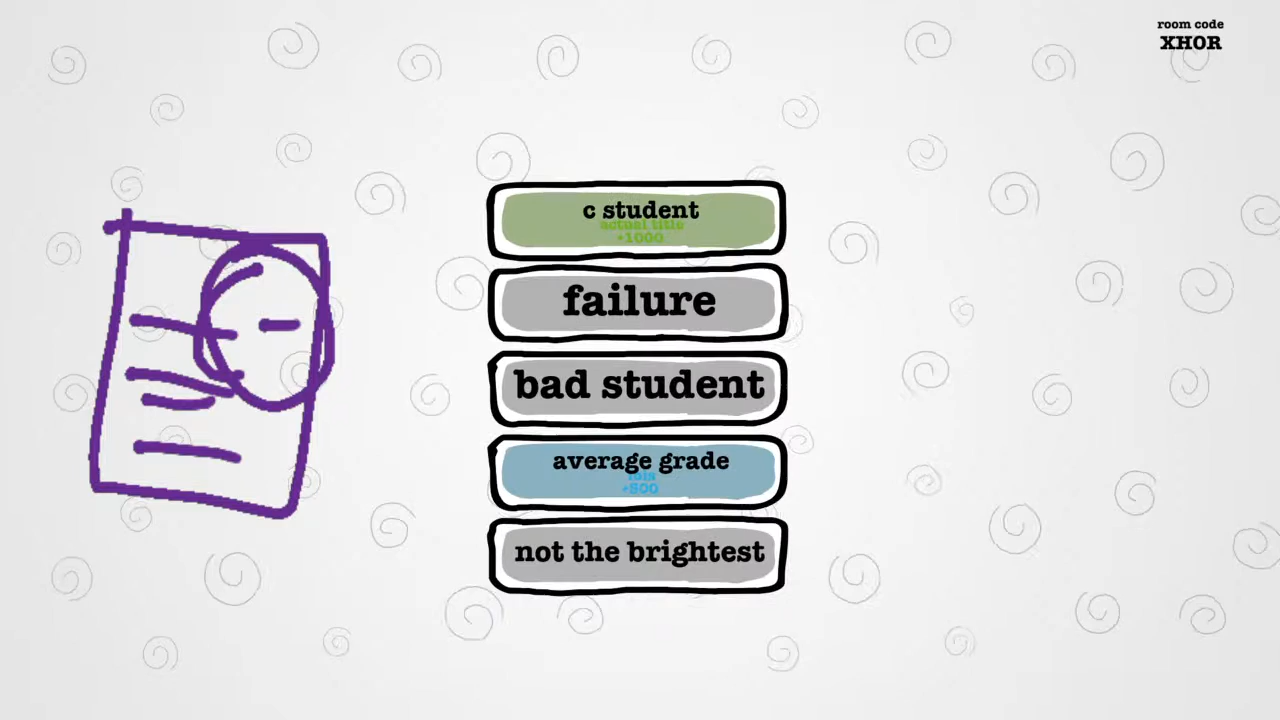 room code
XHOR
c student
actual title
+1000
failure
bad student
average grade
+500
not the brightest